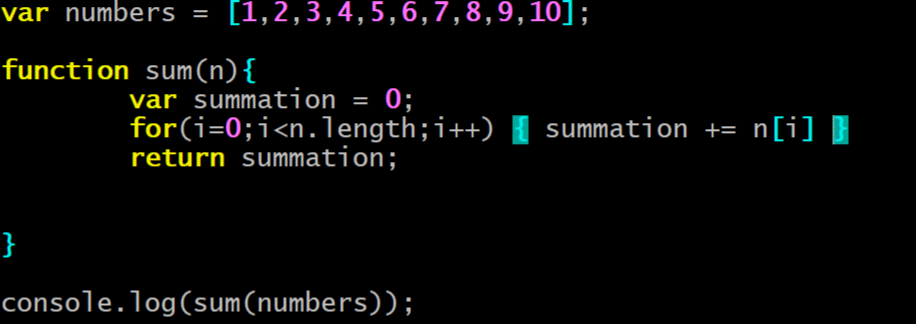 var numbers = [1,2,3,4,5,6,7,8,9,10];
function sum(n){
var summation = 0;
for(i=0;i<n.length;i++) { summation += n[i] }
return summation;
}
console.log(sum(numbers));